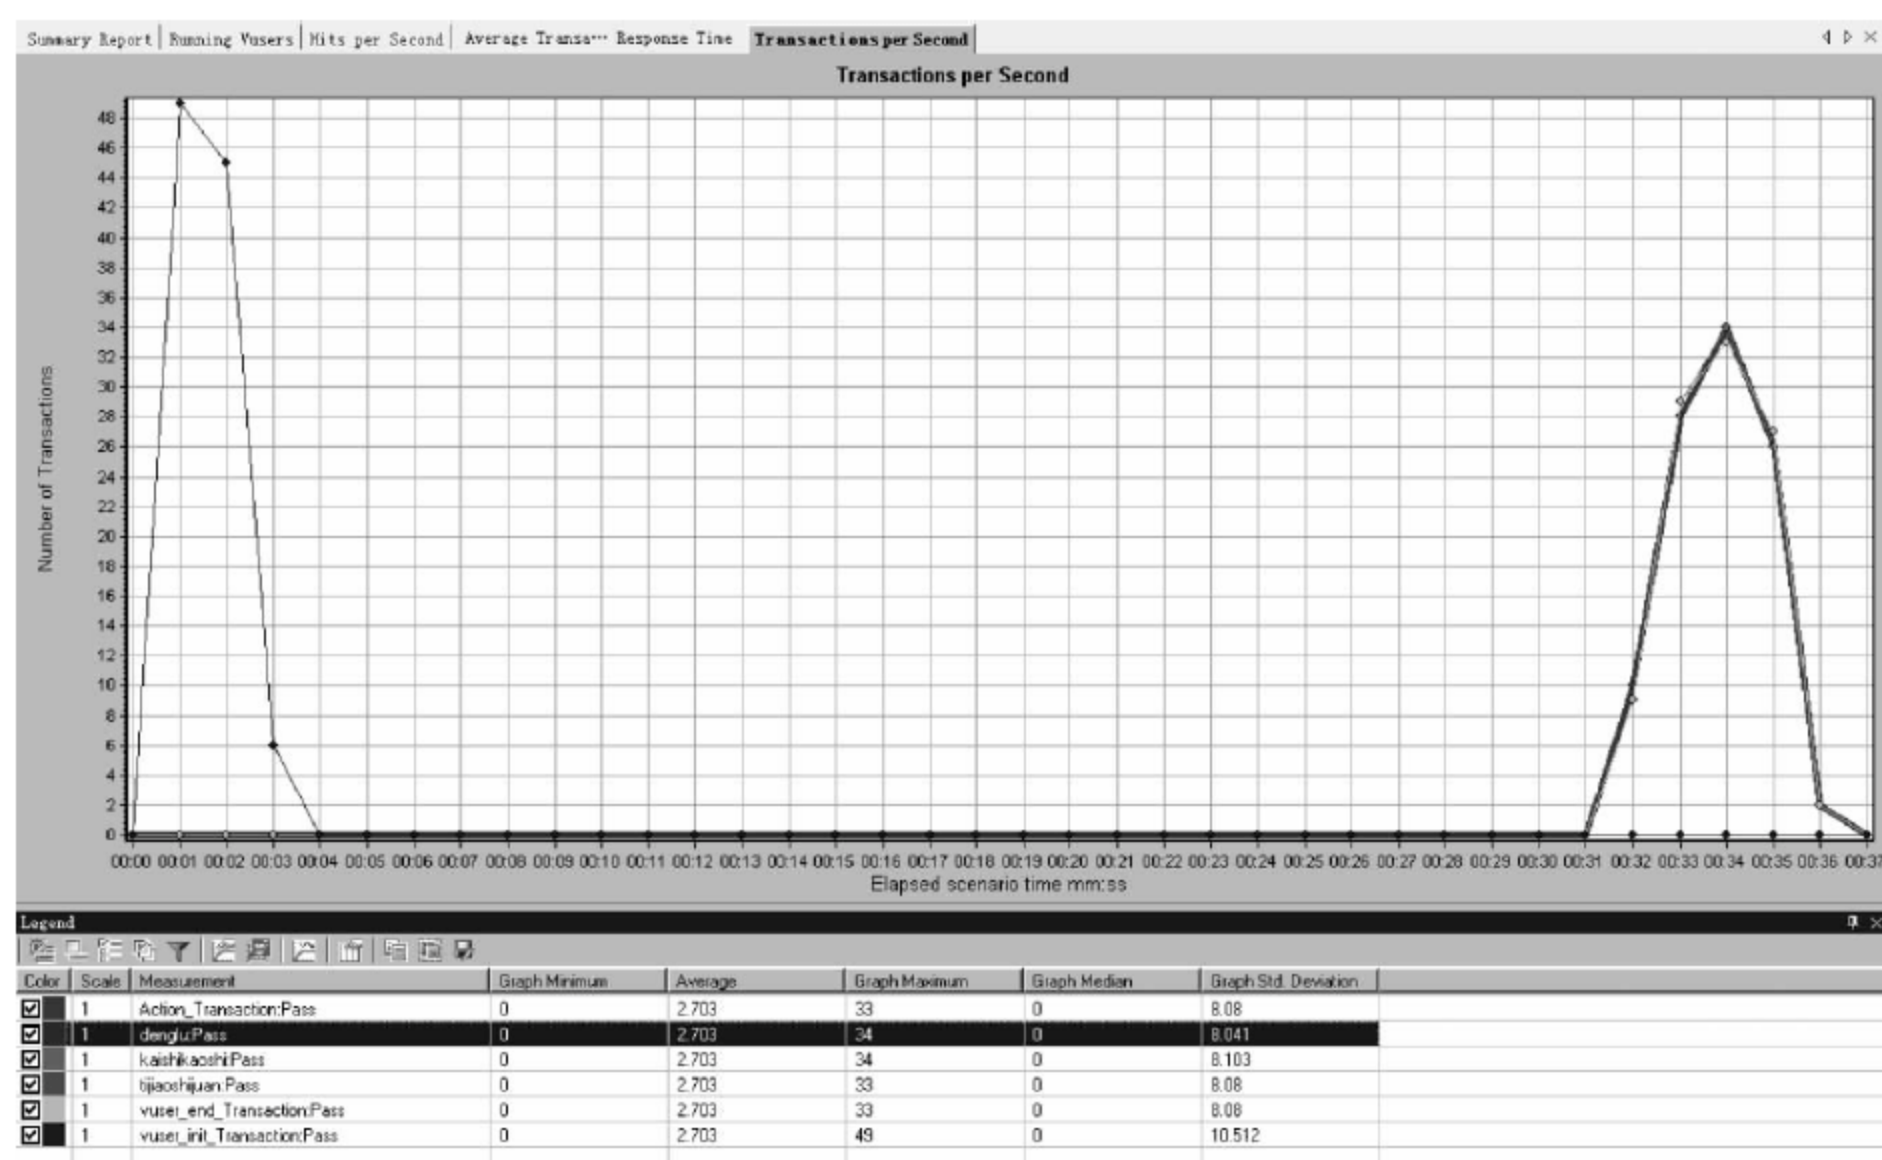 Summary Report Running Vusers Hits per Second Average Transa··· Response Time Transactions per Second
Transactions per Second
48
46
44
42
40
38
36
34
32
30
28
26
24
22
20
18
16
14
12
10
8
6
4
2
0
Number of Transactions
00:00 00:01 00:02 00:03 00:04 00:05 00:06 00:07 00:08 00:09 00:10 00:11 00:12 00:13 00:14 00:15 00:16 00:17 00:18 00:19 00:20 00:21 00:22 00:23 00:24 00:25 00:26 00:27 00:28 00:29 00:30 00:31 00:32 00:33 00:34 00:35 00:36 00:37
Elapsed scenario time mm:ss
Legend
Color Scale Measurement Graph Minimum Average Graph Maximum Graph Median Graph Std. Deviation
1 Action_Transaction:Pass 0 2.703 33 0 8.08
1 denglu:Pass 0 2.703 34 0 8.041
1 kaishikaoshi:Pass 0 2.703 34 0 8.103
1 tijiaoshijuan:Pass 0 2.703 33 0 8.08
1 vuser_end_Transaction:Pass 0 2.703 33 0 8.08
1 vuser_init_Transaction:Pass 0 2.703 49 0 10.512